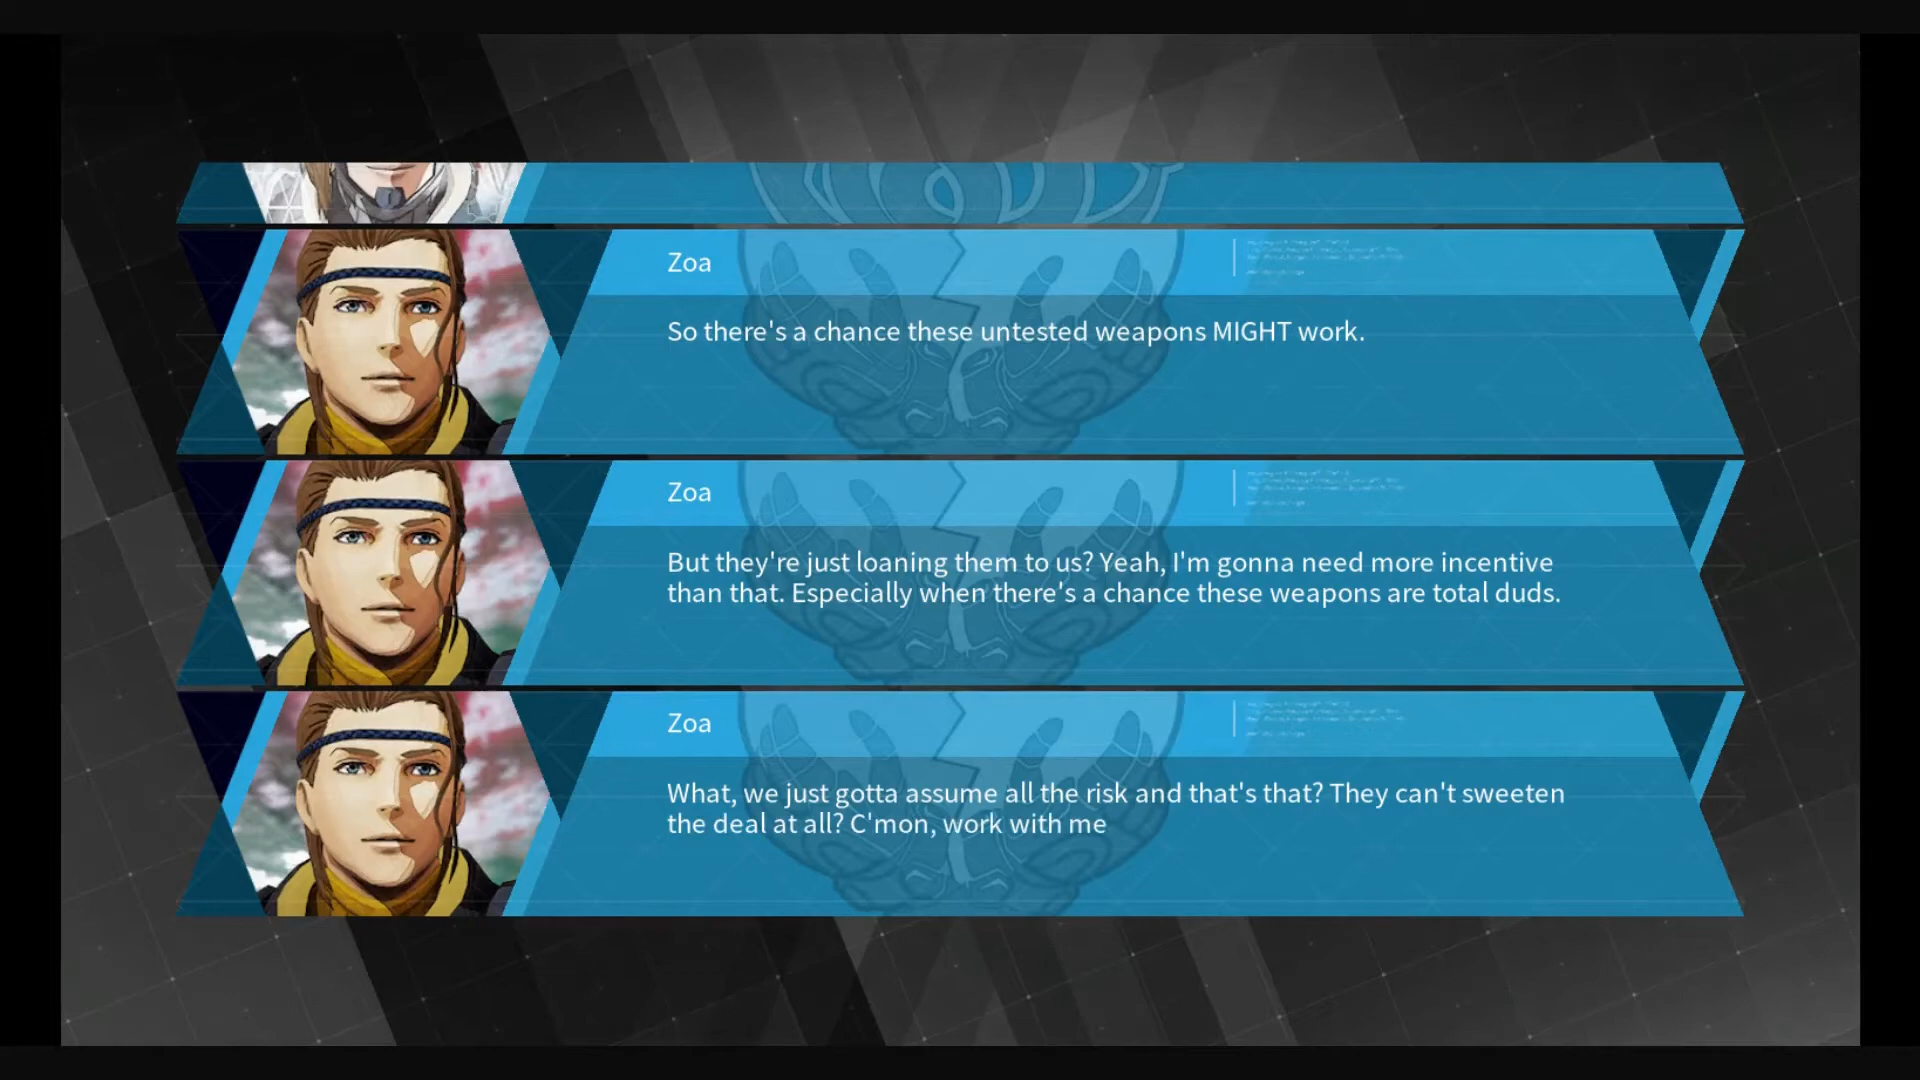 Zoa
So there's a chance these untested weapons MIGHT work.
Zoa
But they're just loaning them to us? Yeah, I'm gonna need more incentive
than that. Especially when there's a chance these weapons are total duds.
Zoa
What, we just gotta assume all the risk and that's that? They can't sweeten
the deal at all? C'mon, work with me